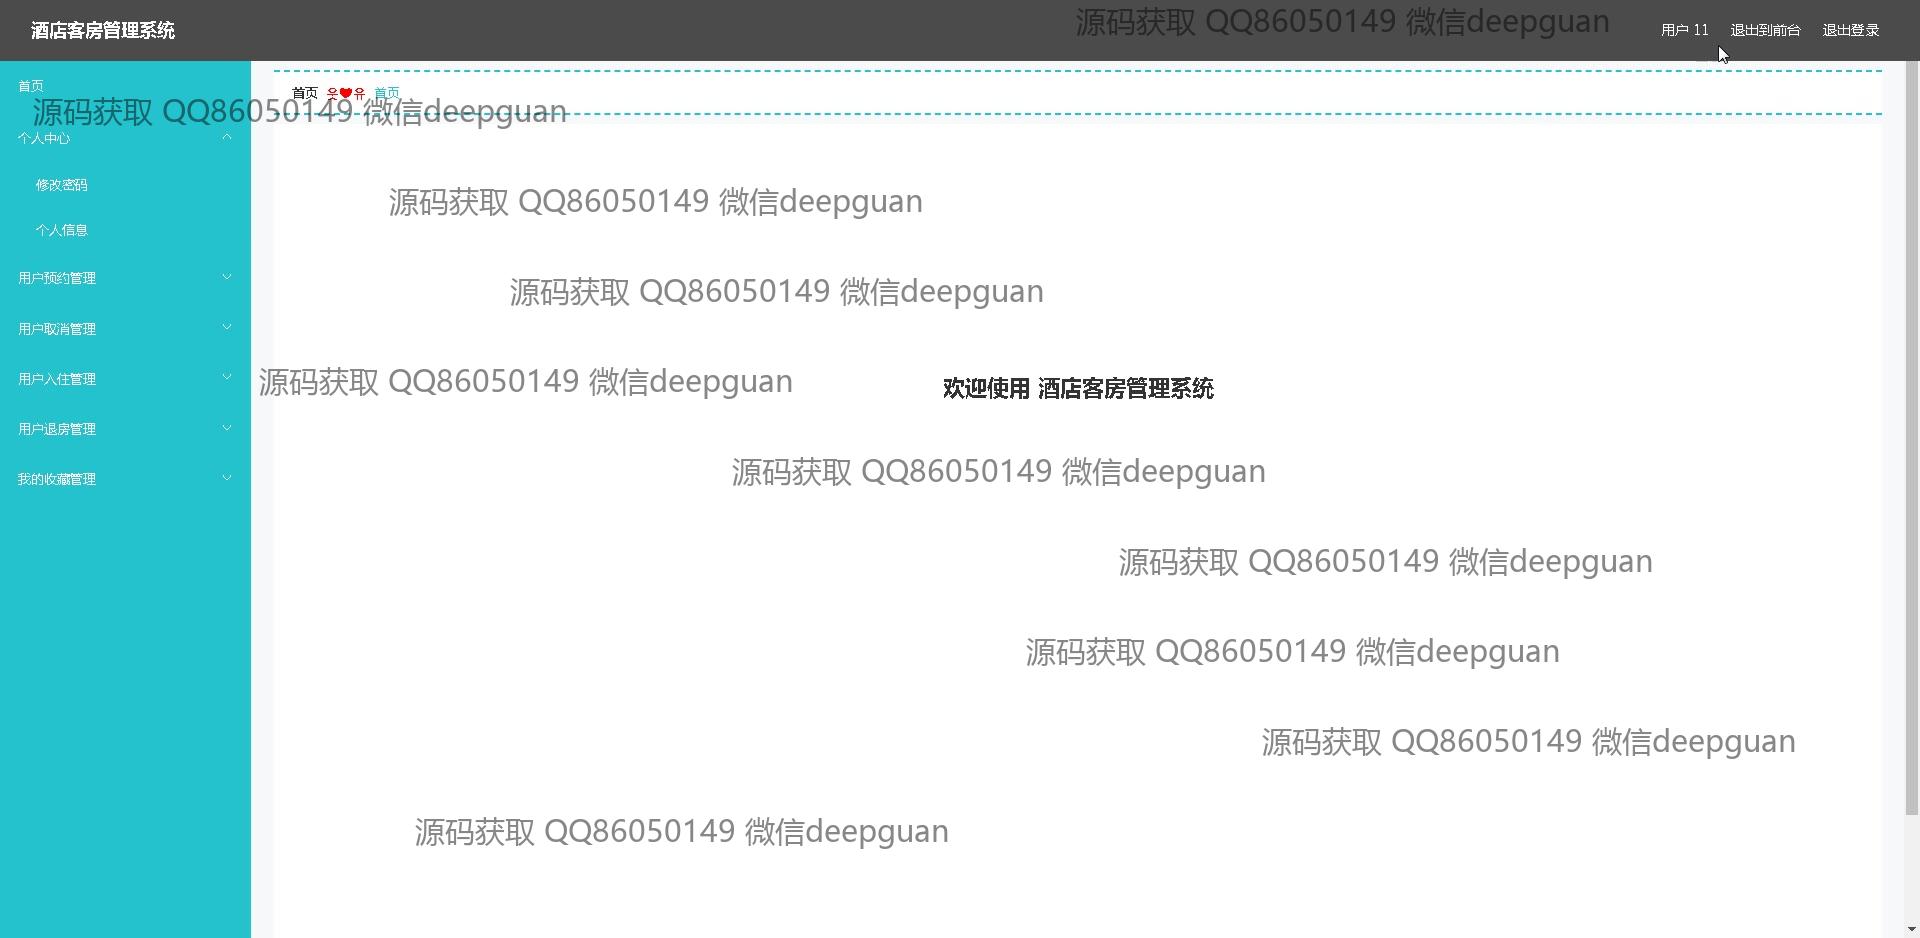 酒店客房管理系统
源码获取 QQ86050149 微信deepguan
用户 11 退出到前台 退出登录
首页
首页 웃❤유 首页
源码获取 QQ86050149 微信deepguan
个人中心
修改密码
源码获取 QQ86050149 微信deepguan
个人信息
用户预约管理
源码获取 QQ86050149 微信deepguan
用户取消管理
用户入住管理
源码获取 QQ86050149 微信deepguan
欢迎使用 酒店客房管理系统
用户退房管理
我的收藏管理
源码获取 QQ86050149 微信deepguan
源码获取 QQ86050149 微信deepguan
源码获取 QQ86050149 微信deepguan
源码获取 QQ86050149 微信deepguan
源码获取 QQ86050149 微信deepguan